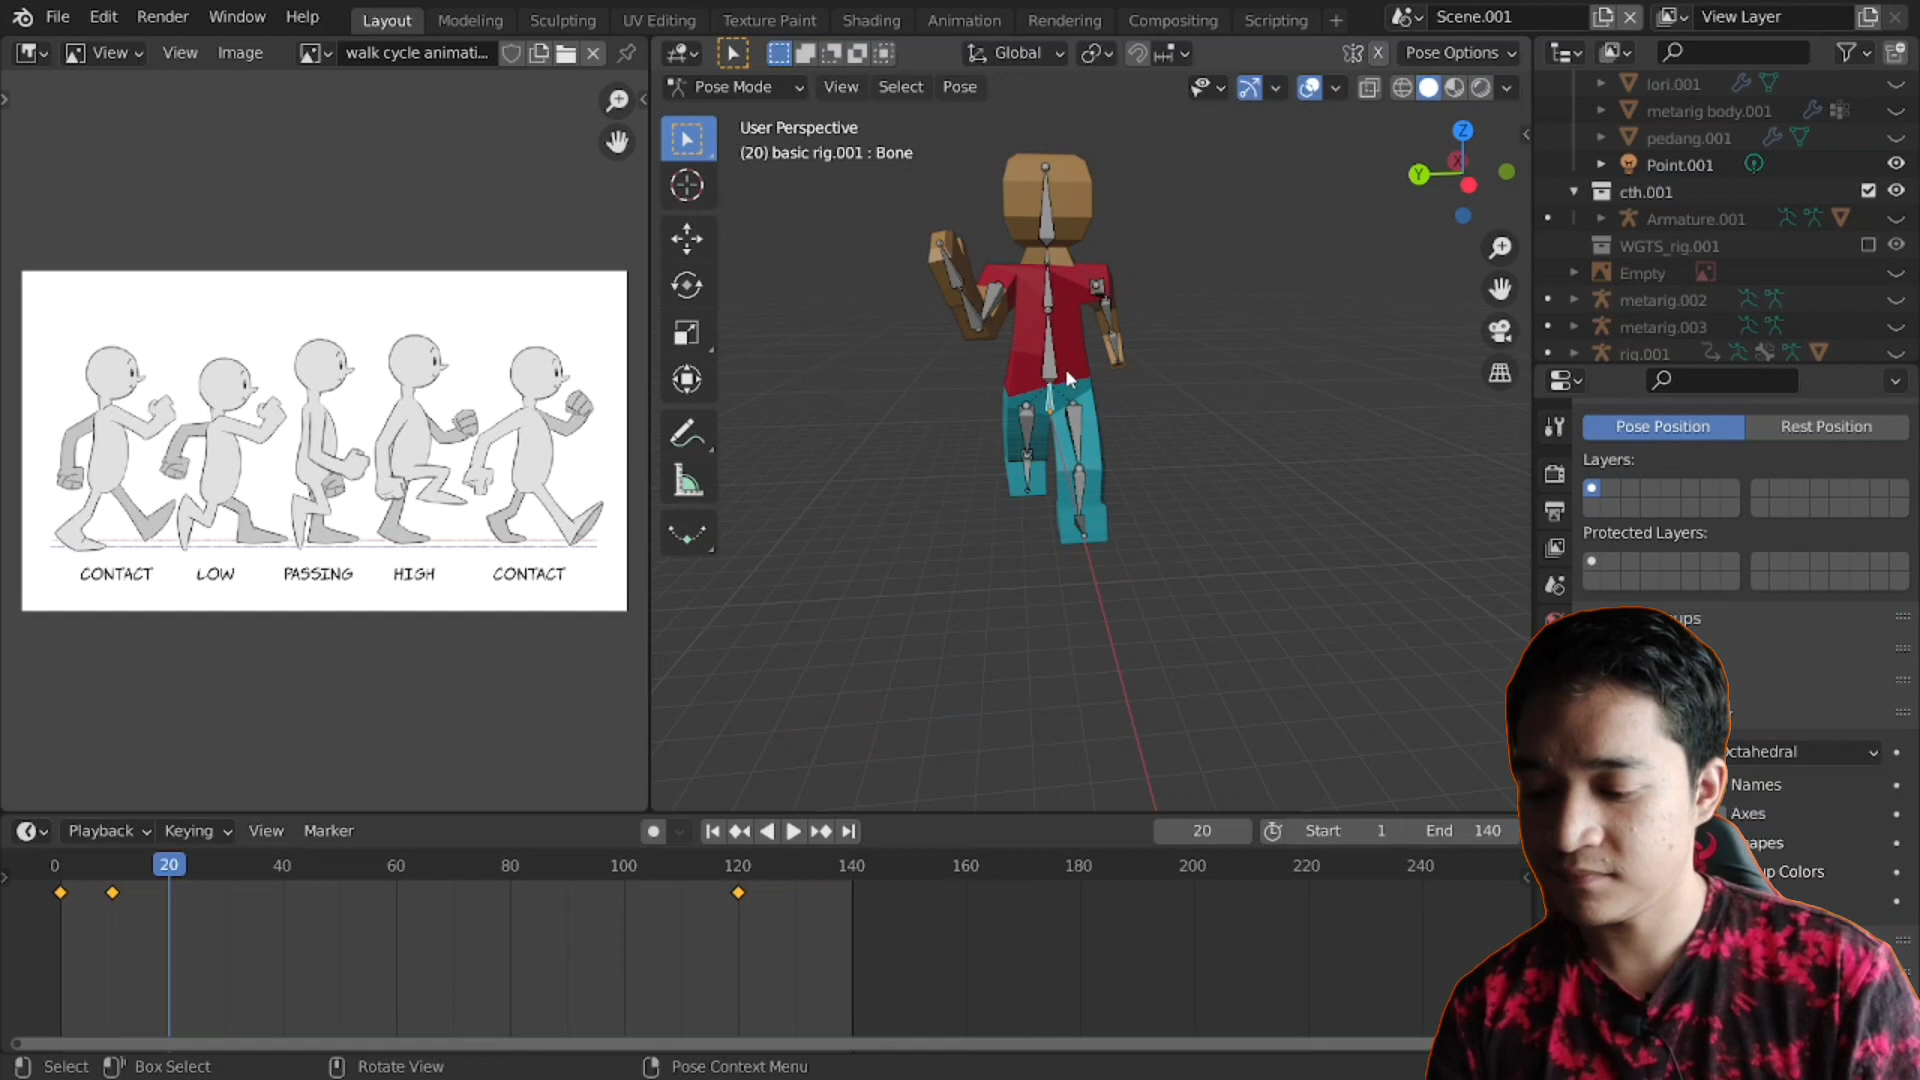 File Edit Render Window Help Layout Modeling Sculpting UV Editing Texture Paint Shading Animation Rendering Compositing Scripting + Scene.001 View Layer
View View Image walk cycle animati... Global Pose Options
Pose Mode View Select Pose
User Perspective
(20) basic rig.001 : Bone
Z
X
Y
lori.001
metarig body.001
pedang.001
Point.001
cth.001
Armature.001
WGTS_rig.001
Empty
metarig.002
metarig.003
rig.001
Pose Position Rest Position
Layers:
Protected Layers:
ups
ctahedral
Names
Axes
hapes
up Colors
CONTACT LOW PASSING HIGH CONTACT
Playback Keying View Marker 20 Start 1 End 140
0 20 40 60 80 100 120 140 160 180 200 220 240
Select Box Select Rotate View Pose Context Menu